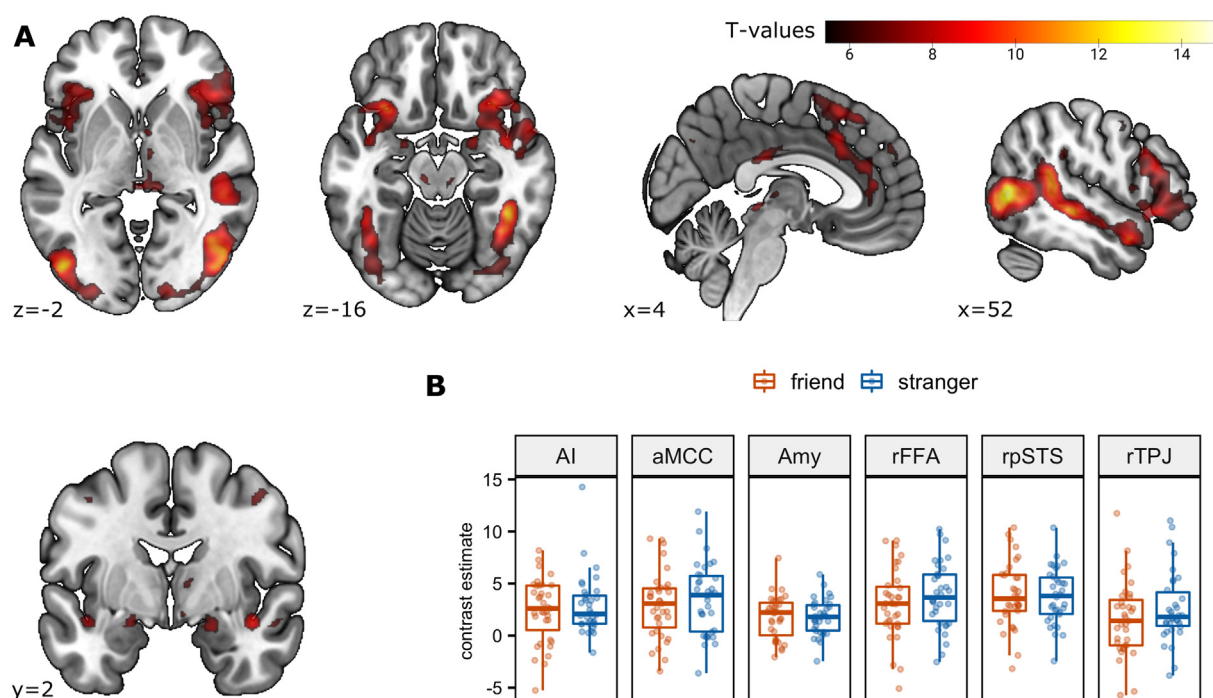 A
T-values
6 8 10 12 14
z=-2
z=-16
x=4
x=52
B
friend stranger
AI aMCC Amy rFFA rpSTS rTPJ
15
10
5
0
-5
contrast estimate
y=2